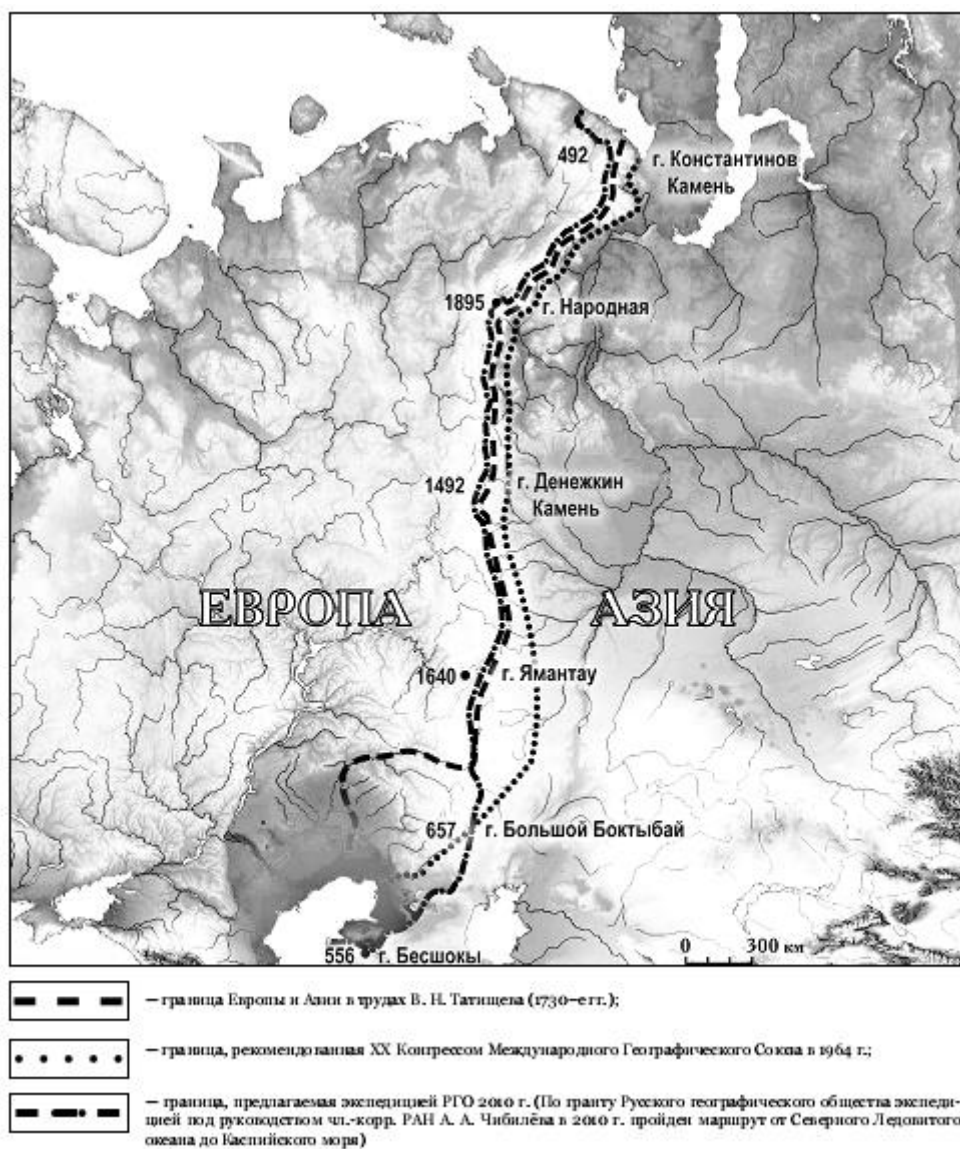 492
г. Константинов
Камень
1895
г. Народная
1492
г. Денежкин
Камень
ЕВРОПА
АЗИЯ
1640
г. Ямантау
657
г. Большой Боктыбай
556
г. Бесшокы
0 300 км
— граница Европы и Азии в трудах В. Н. Татищева (1730–е гг.);
— граница, рекомендованная XX Конгрессом Международного Географического Союза в 1964 г.;
— граница, предлагаемая экспедицией РГО 2010 г. (По гранту Русского географического общества экспеди-
цией под руководством чл.-корр. РАН А. А. Чибилёва в 2010 г. пройден маршрут от Северного Ледовитого
океана до Каспийского моря)